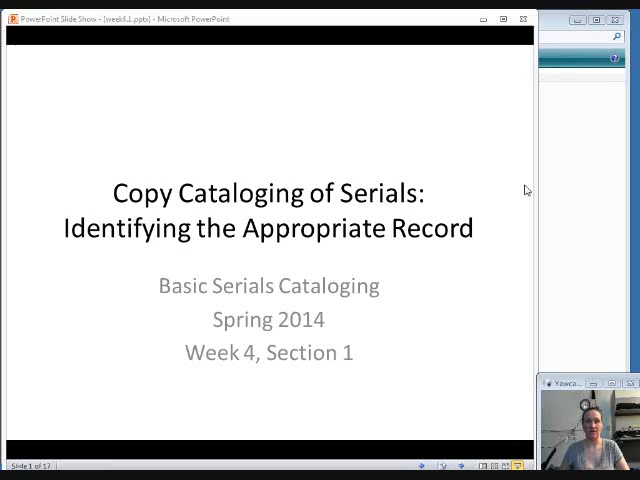 PowerPoint Slide Show - [week4\1.pptx] - Microsoft PowerPoint
Copy Cataloging of Serials:
Identifying the Appropriate Record
Basic Serials Cataloging
Spring 2014
Week 4, Section 1
Yawca...
Slide 1 of 17